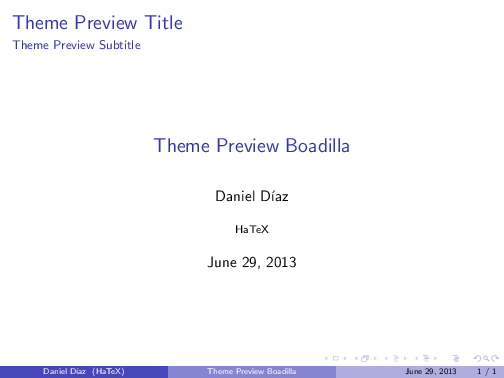 Theme Preview Title
Theme Preview Subtitle
Theme Preview Boadilla
Daniel Díaz
HaTeX
June 29, 2013
Daniel Díaz (HaTeX) Theme Preview Boadilla June 29, 2013 1 / 1